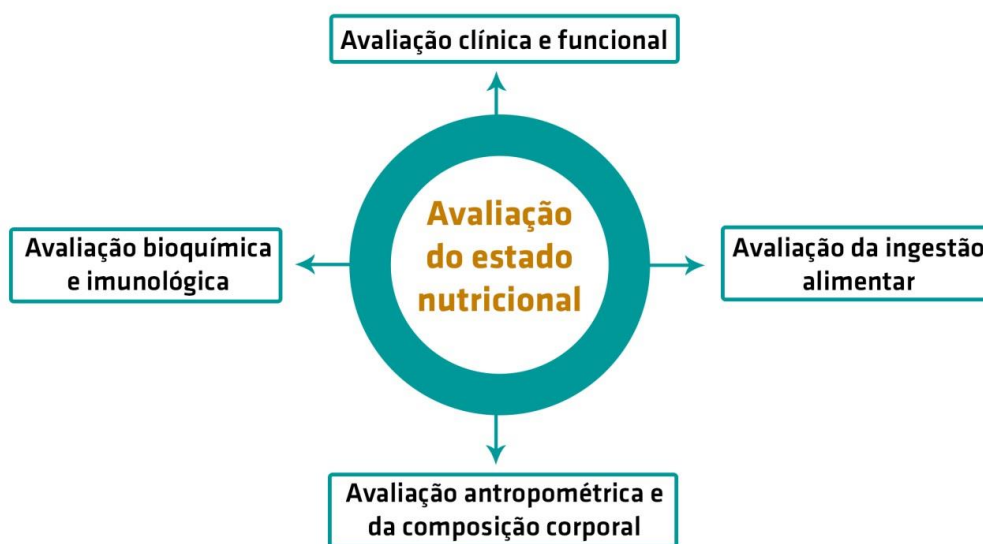 Avaliação clínica e funcional
Avaliação
do estado
nutricional
Avaliação bioquímica
e imunológica
Avaliação da ingestão
alimentar
Avaliação antropométrica e
da composição corporal